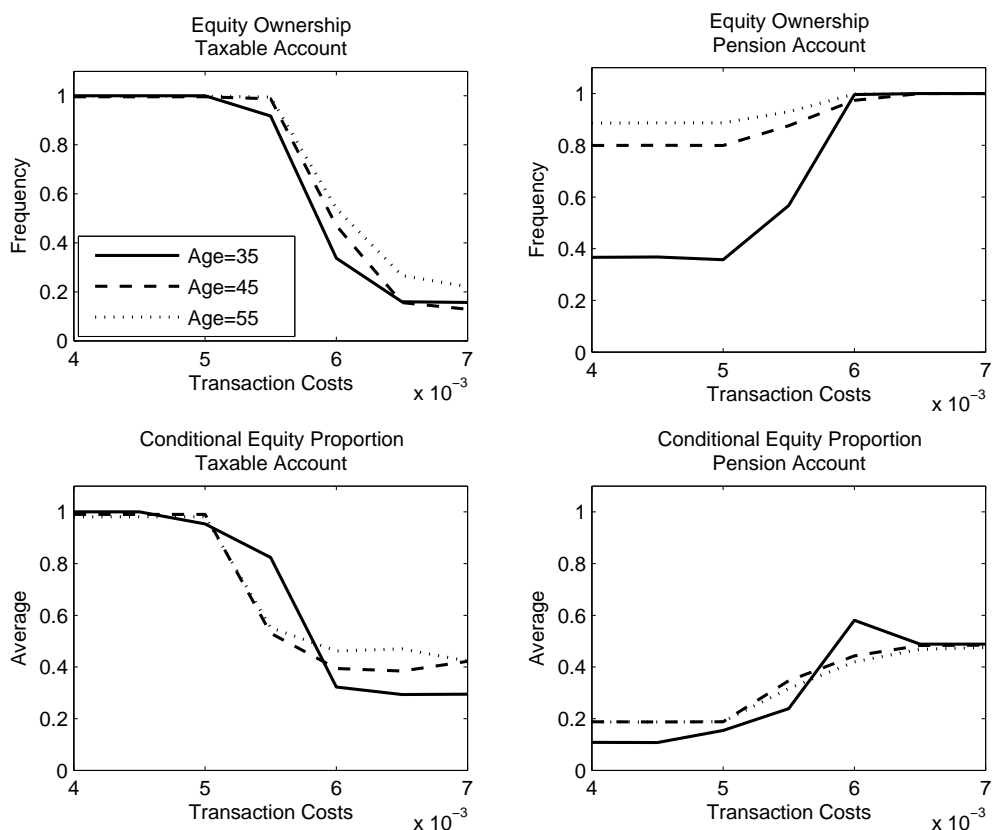 Equity Ownership
Taxable Account
Frequency
1
0.8
0.6
0.4
0.2
0
Age=35
Age=45
Age=55
4
5
6
7
Transaction Costs
x 10⁻³
Equity Ownership
Pension Account
Frequency
1
0.8
0.6
0.4
0.2
0
4
5
6
7
Transaction Costs
x 10⁻³
Conditional Equity Proportion
Taxable Account
Average
1
0.8
0.6
0.4
0.2
0
4
5
6
7
Transaction Costs
x 10⁻³
Conditional Equity Proportion
Pension Account
Average
1
0.8
0.6
0.4
0.2
0
4
5
6
7
Transaction Costs
x 10⁻³